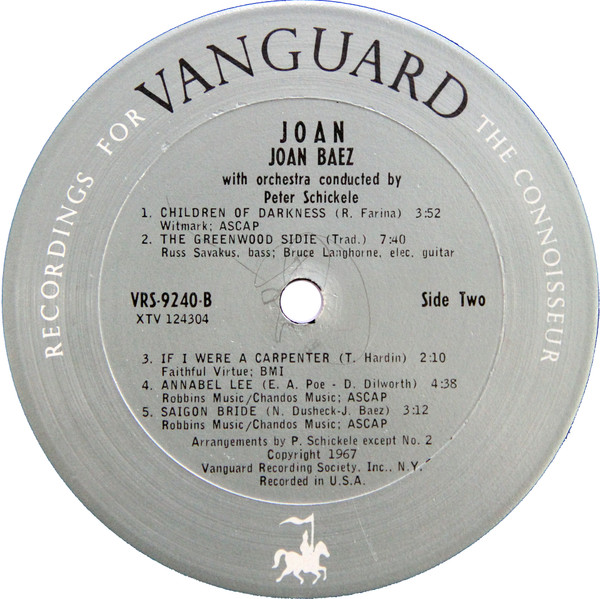 RECORDINGS FOR VANGUARD THE CONNOISSEUR
JOAN
JOAN BAEZ
with orchestra conducted by
Peter Schickele
1. CHILDREN OF DARKNESS (R. Farina) 3:52
Witmark; ASCAP
2. THE GREENWOOD SIDIE (Trad.) 7:40
Russ Savakus, bass; Bruce Langhorne, elec. guitar
VRS-9240-B
XTV 124304
Side Two
3. IF I WERE A CARPENTER (T. Hardin) 2:10
Faithful Virtue; BMI
4. ANNABEL LEE (E. A. Poe - D. Dilworth) 4:38
Robbins Music/Chandos Music; ASCAP
5. SAIGON BRIDE (N. Dusheck-J. Baez) 3:12
Robbins Music/Chandos Music; ASCAP
Arrangements by P. Schickele except No. 2
Copyright 1967
Vanguard Recording Society, Inc., N.Y.
Recorded in U.S.A.